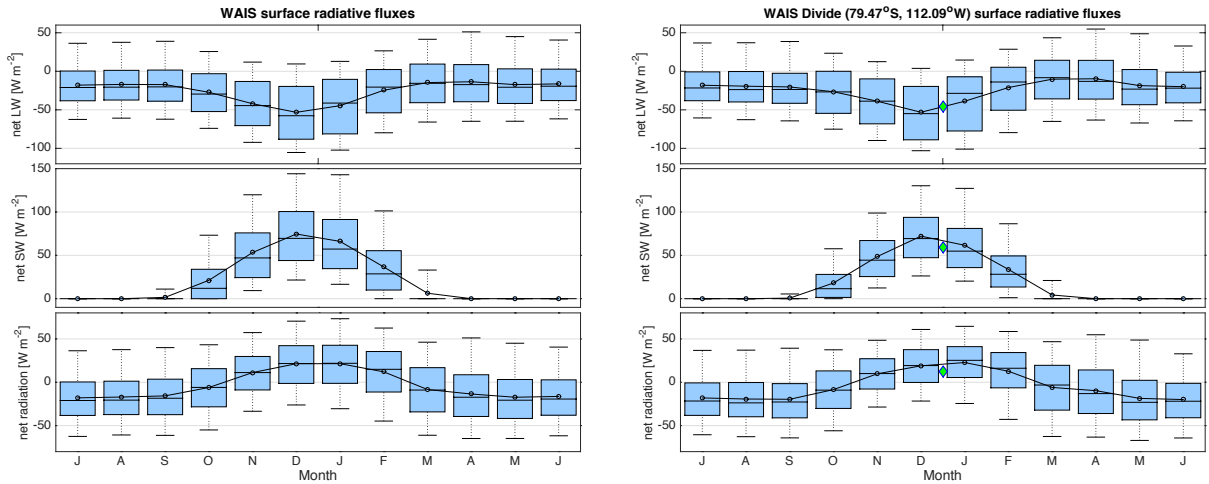 WAIS surface radiative fluxes
net LW [W m-2]
50
0
-50
-100
net SW [W m-2]
150
100
50
0
net radiation [W m-2]
50
0
-50
J A S O N D J F M A M J
Month
WAIS Divide (79.47oS, 112.09oW) surface radiative fluxes
net LW [W m-2]
50
0
-50
-100
net SW [W m-2]
150
100
50
0
net radiation [W m-2]
50
0
-50
J A S O N D J F M A M J
Month